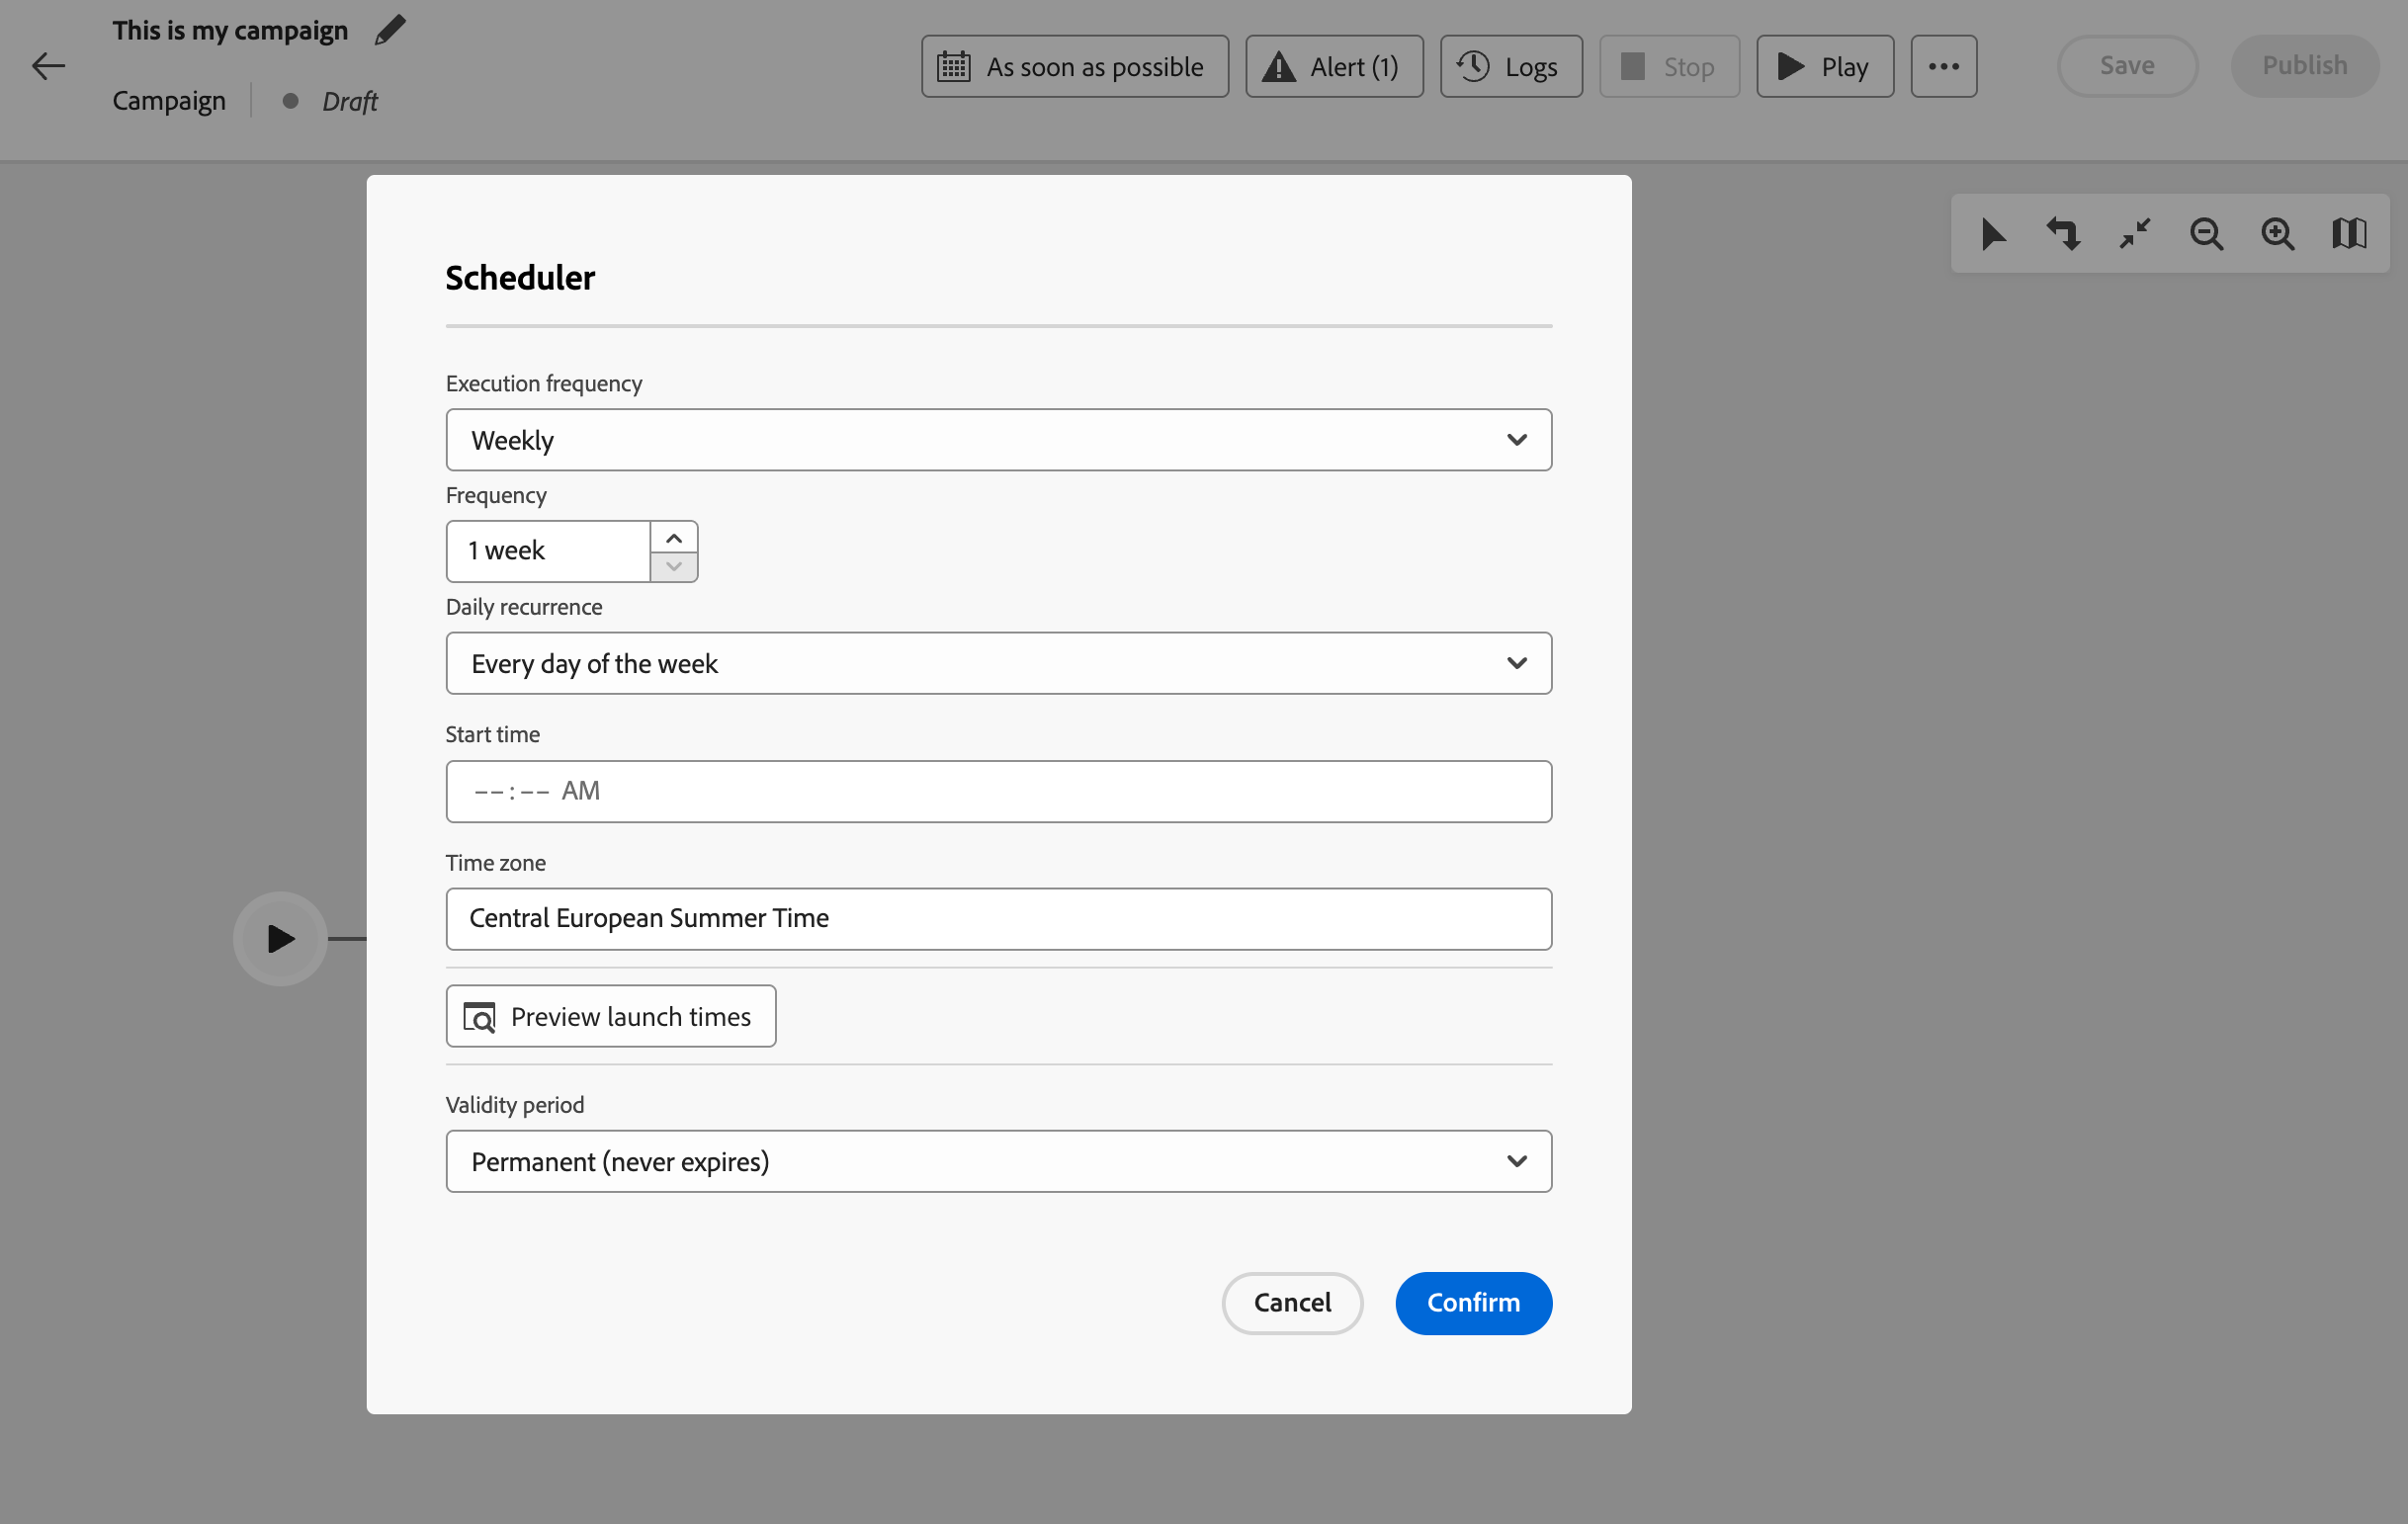 This is my campaign
Campaign
Draft
As soon as possible
Alert (1)
Logs
Stop
Play
Save
Publish
Scheduler
Execution frequency
Weekly
Frequency
1 week
Daily recurrence
Every day of the week
Start time
--:-- AM
Time zone
Central European Summer Time
Preview launch times
Validity period
Permanent (never expires)
Cancel
Confirm